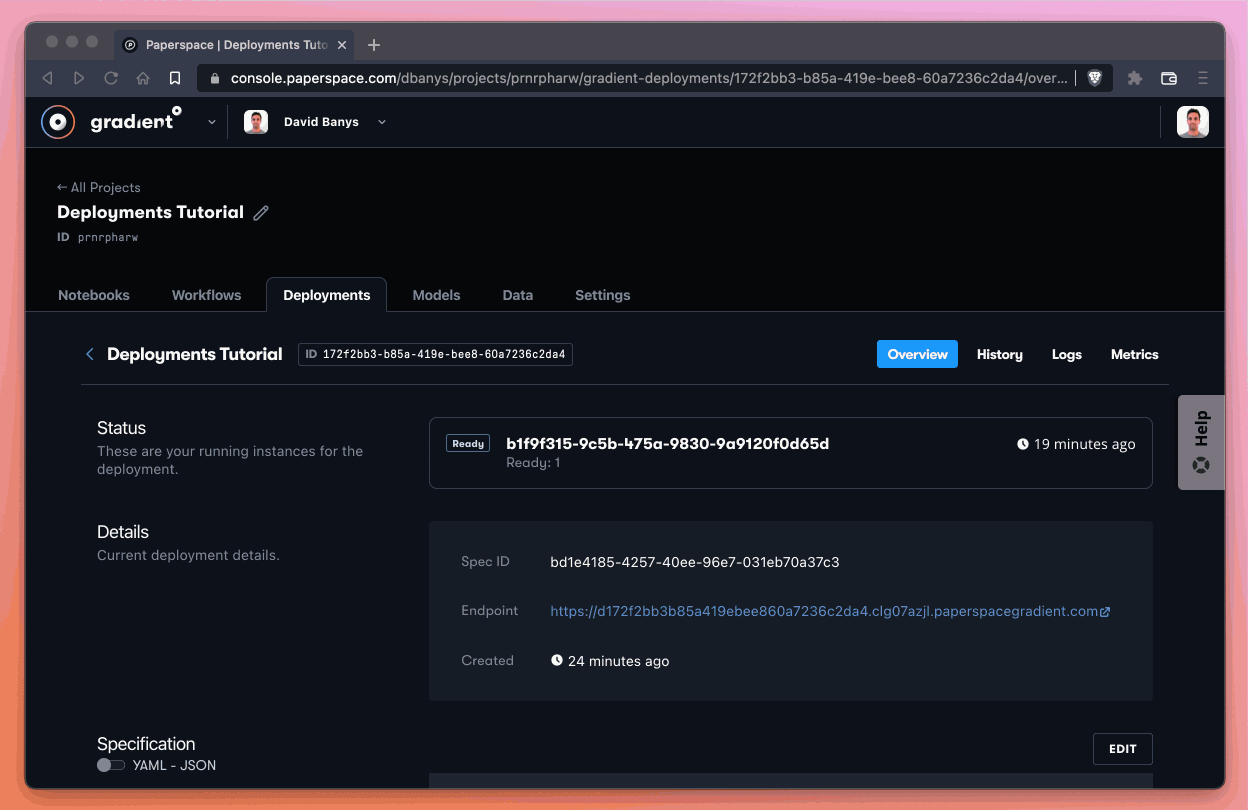 Paperspace | Deployments Tuto
console.paperspace.com/dbanys/projects/prnrpharw/gradient-deployments/172f2bb3-b85a-419e-bee8-60a7236c2da4/over...
gradient David Banys
← All Projects
Deployments Tutorial
ID prnrpharw
Notebooks Workflows Deployments Models Data Settings
Deployments Tutorial ID 172f2bb3-b85a-419e-bee8-60a7236c2da4 Overview History Logs Metrics
Help
Status
These are your running instances for the
deployment.
Ready b1f9f315-9c5b-475a-9830-9a9120f0d65d 19 minutes ago
Ready: 1
Details
Current deployment details.
Spec ID bd1e4185-4257-40ee-96e7-031eb70a37c3
Endpoint https://d172f2bb3b85a419ebee860a7236c2da4.clg07azjl.paperspacegradient.com
Created 24 minutes ago
Specification
YAML - JSON
EDIT